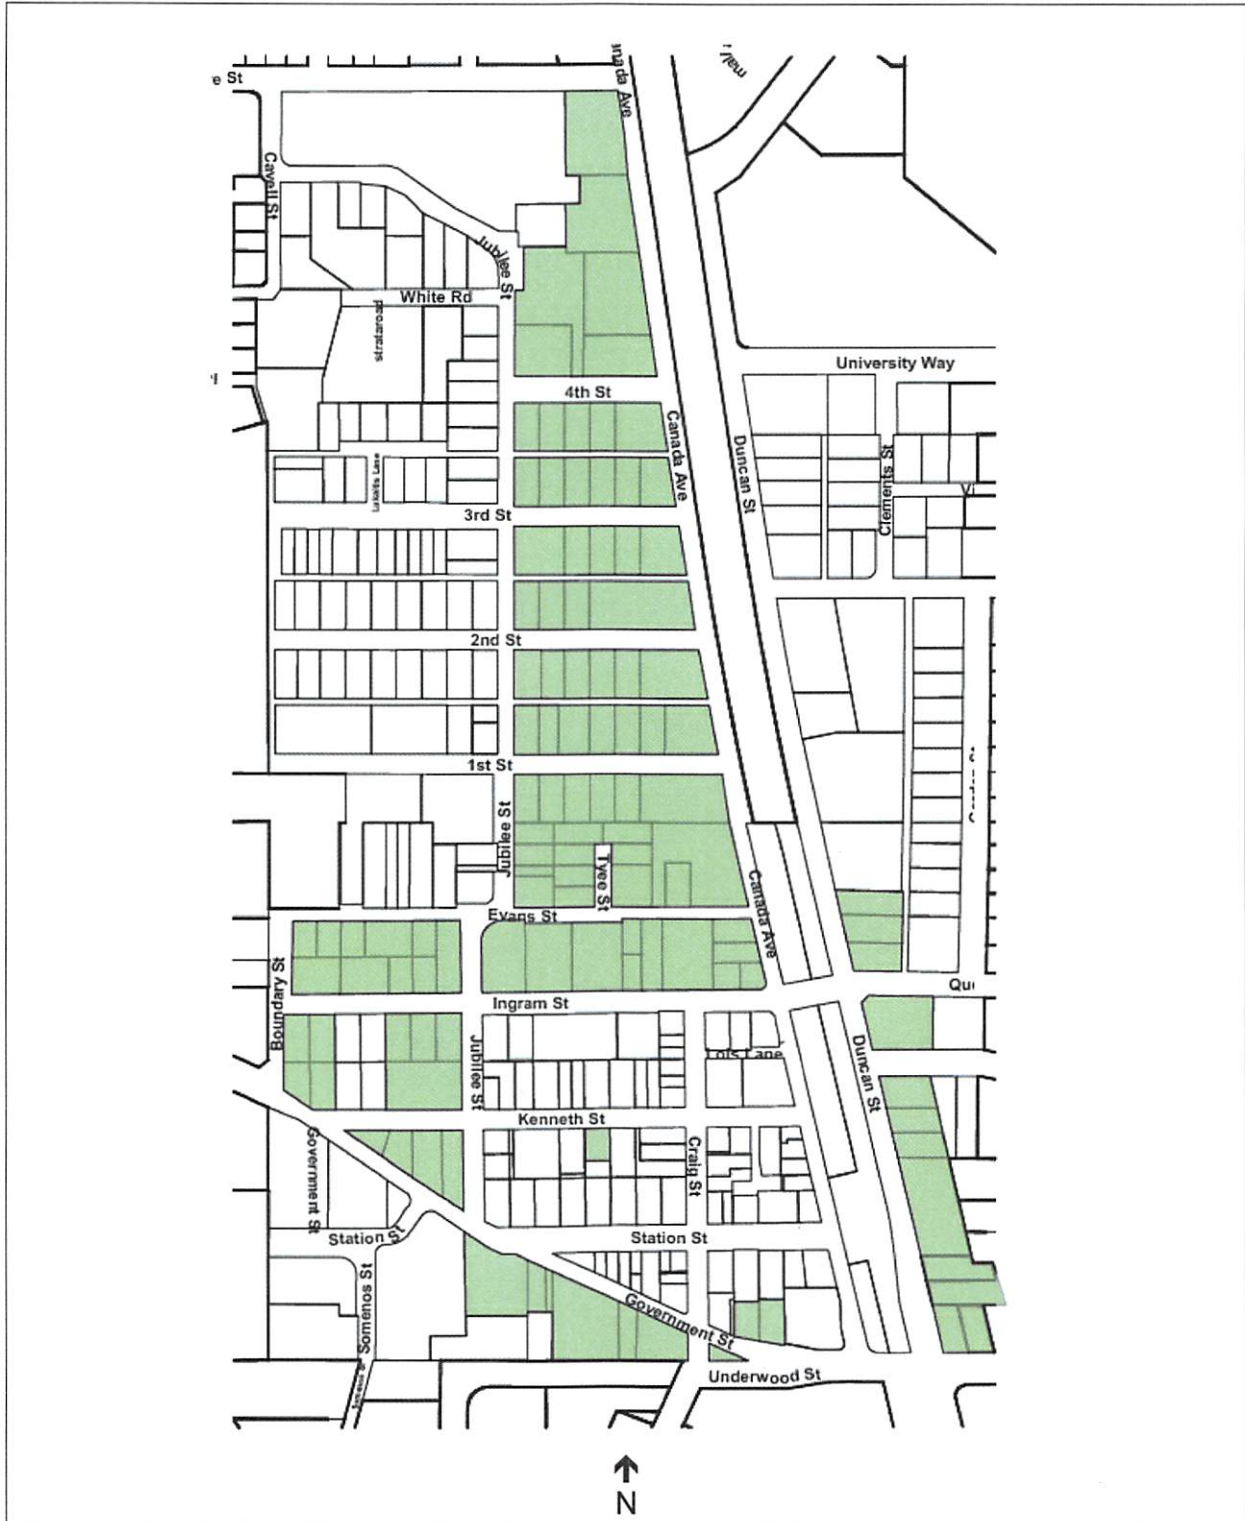 e St
Canada Ave
Cavell St
Jubilee St
White Rd
strataroad
University Way
4th St
Canada Ave
Duncan St
Clements St
Lukaitis Lane
3rd St
2nd St
1st St
Jubilee St
Tyee St
Canada Ave
Evans St
Boundary St
Ingram St
Jubilee St
Lois Lane
Duncan St
Kenneth St
Government St
Craig St
Station St
Station St
Somenos St
Government St
Underwood St
N